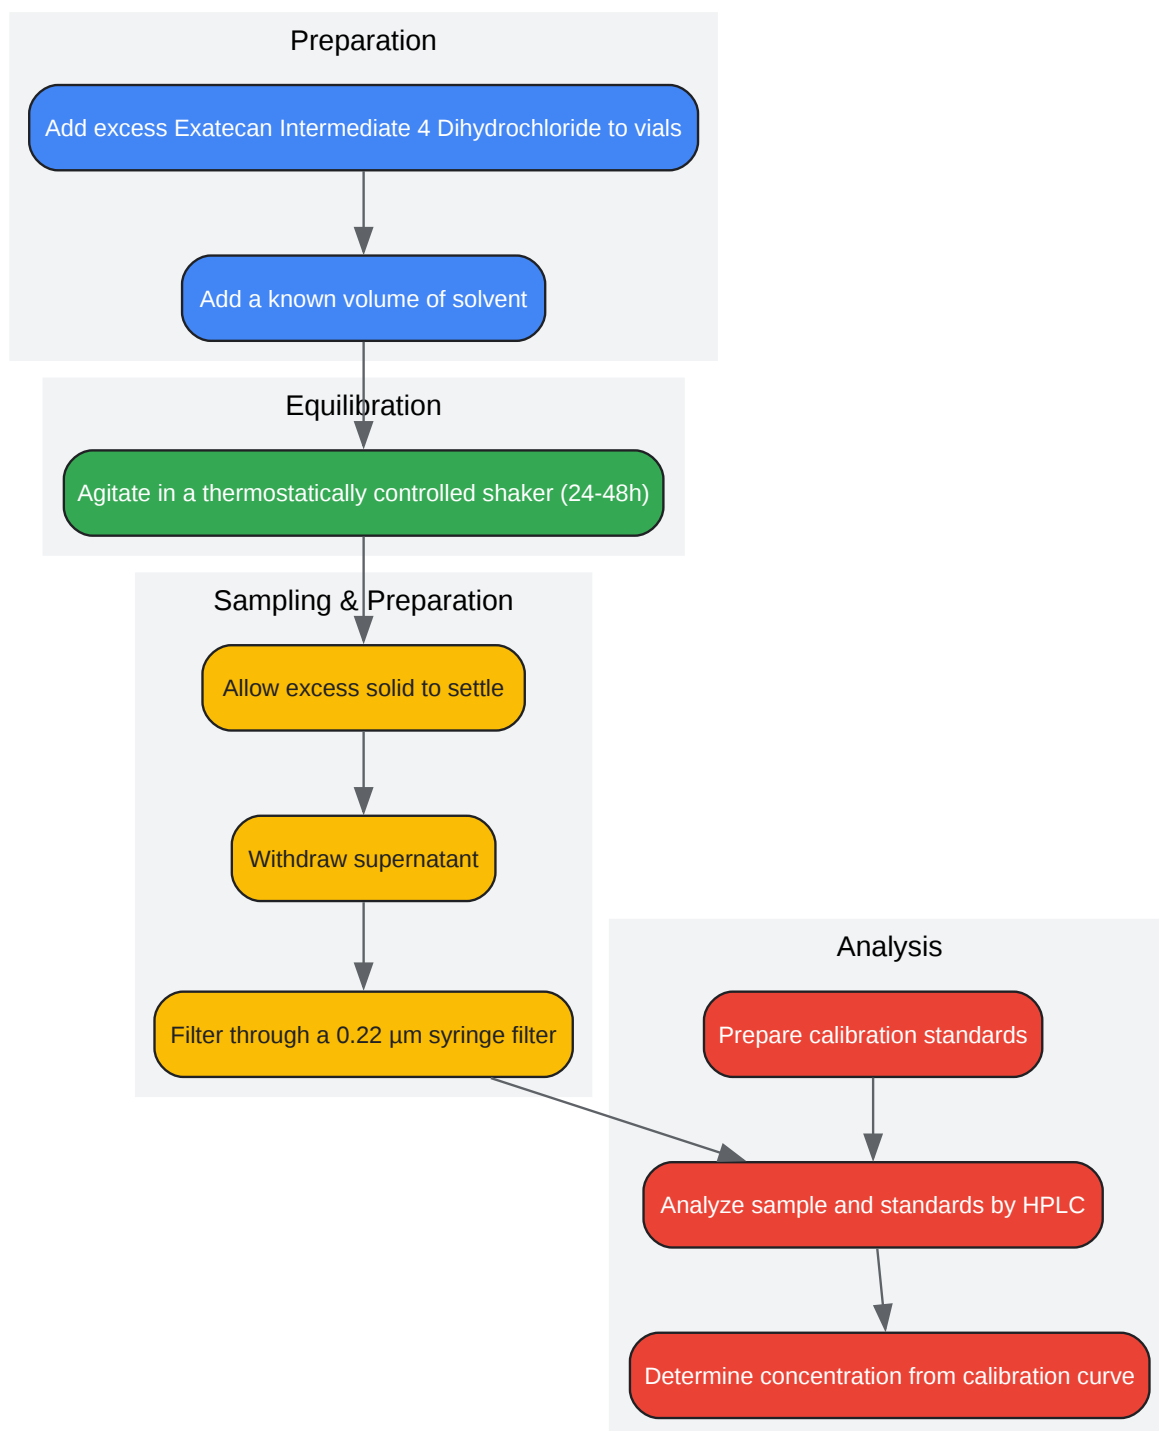 Preparation
Add excess Exatecan Intermediate 4 Dihydrochloride to vials
Add a known volume of solvent
Equilibration
Agitate in a thermostatically controlled shaker (24-48h)
Sampling & Preparation
Allow excess solid to settle
Withdraw supernatant
Filter through a 0.22 µm syringe filter
Analysis
Prepare calibration standards
Analyze sample and standards by HPLC
Determine concentration from calibration curve